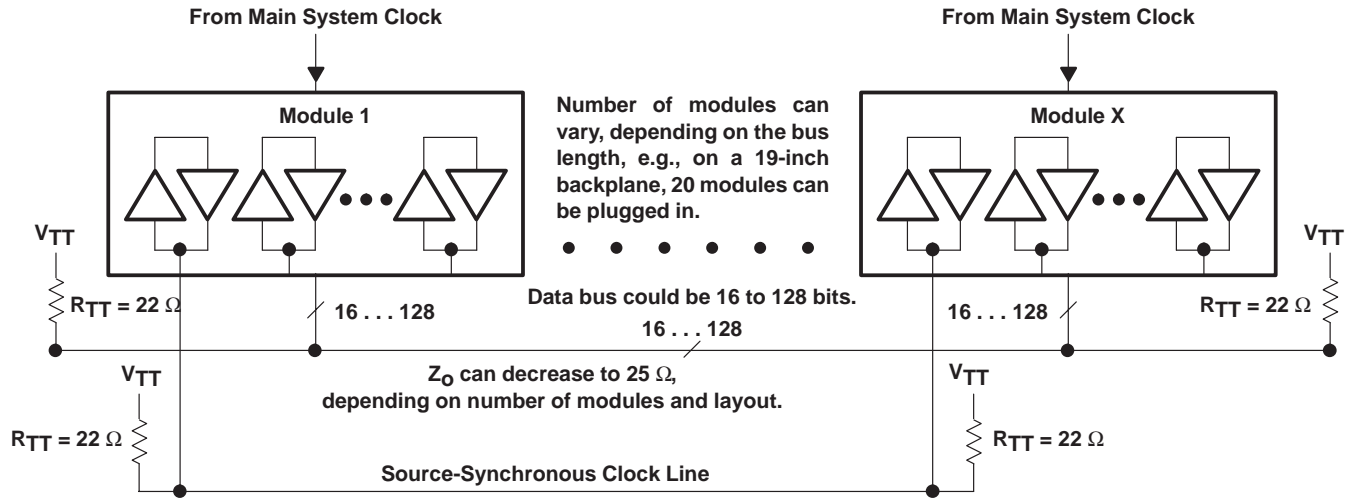 From Main System Clock
From Main System Clock
Module 1
Number of modules can
vary, depending on the bus
length, e.g., on a 19-inch
backplane, 20 modules can
be plugged in.
Module X
VTT
VTT
RTT = 22 Ω
16 . . . 128
Data bus could be 16 to 128 bits.
16 . . . 128
16 . . . 128
RTT = 22 Ω
VTT
Zo can decrease to 25 Ω,
depending on number of modules and layout.
VTT
RTT = 22 Ω
RTT = 22 Ω
Source-Synchronous Clock Line